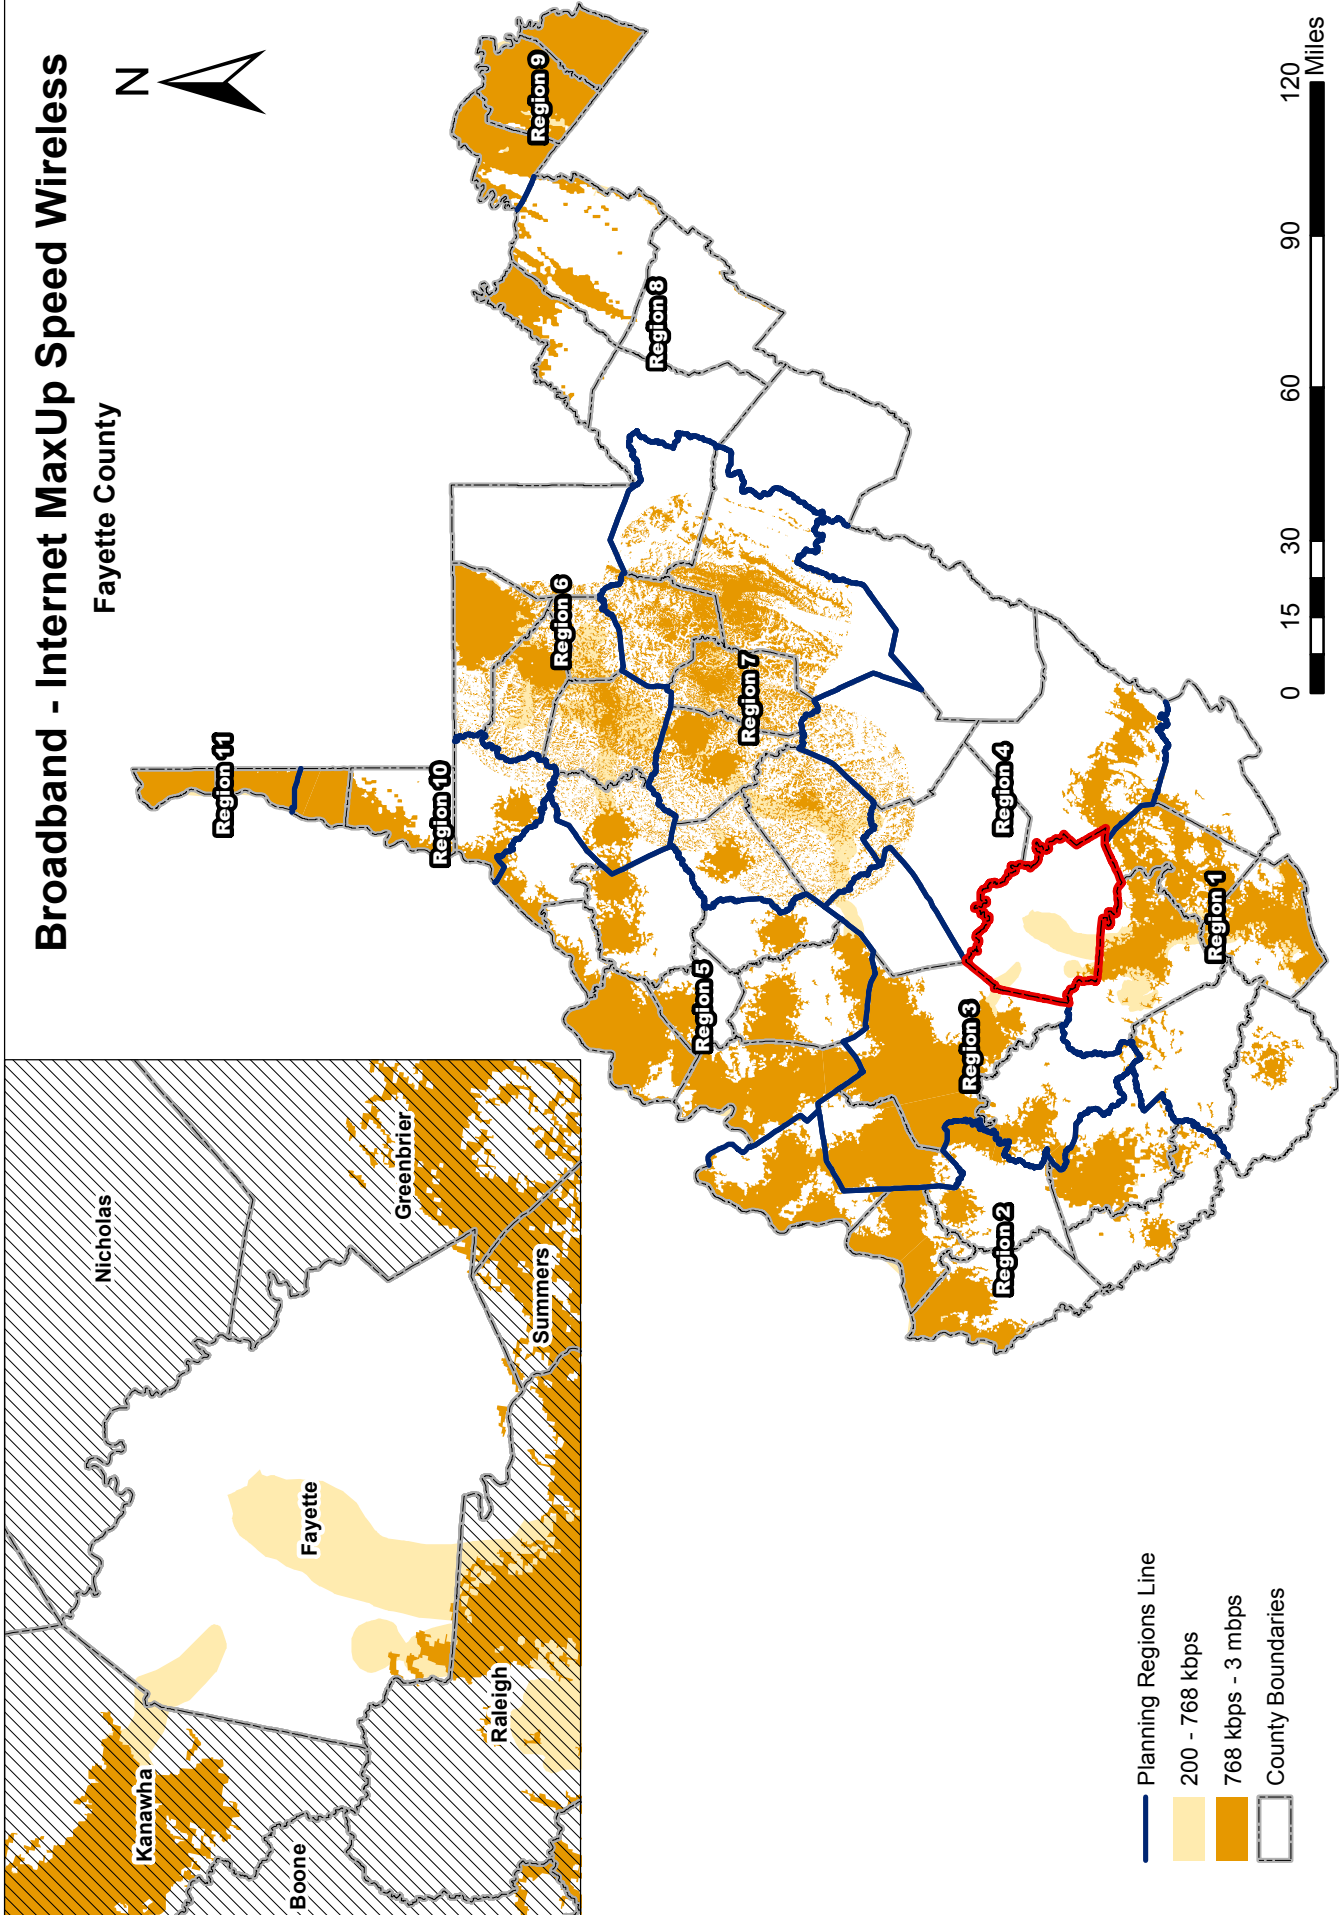 Broadband - Internet MaxUp Speed Wireless
Fayette County
N
Nicholas
Greenbrier
Summers
Fayette
Raleigh
Kanawha
Boone
Region 11
Region 10
Region 9
Region 8
Region 6
Region 7
Region 5
Region 4
Region 3
Region 2
Region 1
Planning Regions Line
200 - 768 kbps
768 kbps - 3 mbps
County Boundaries
0 15 30 60 90 120
Miles